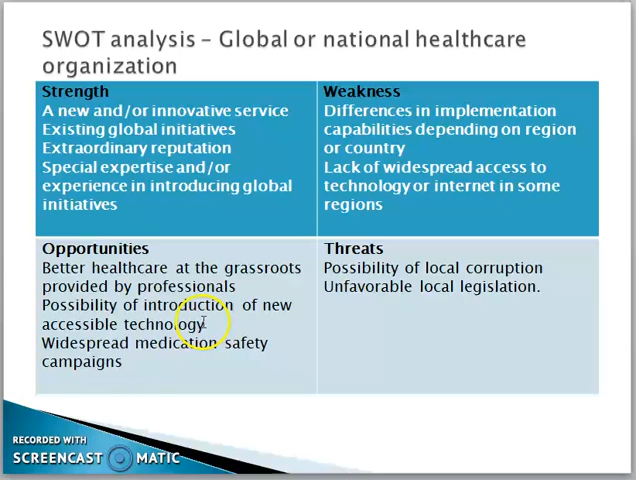 SWOT analysis – Global or national healthcare
organization
Strength
A new and/or innovative service
Existing global initiatives
Extraordinary reputation
Special expertise and/or
experience in introducing global
initiatives
Weakness
Differences in implementation
capabilities depending on region
or country
Lack of widespread access to
technology or internet in some
regions
Opportunities
Better healthcare at the grassroots
provided by professionals
Possibility of introduction of new
accessible technology
Widespread medication safety
campaigns
Threats
Possibility of local corruption
Unfavorable local legislation.
RECORDED WITH
SCREENCAST MATIC